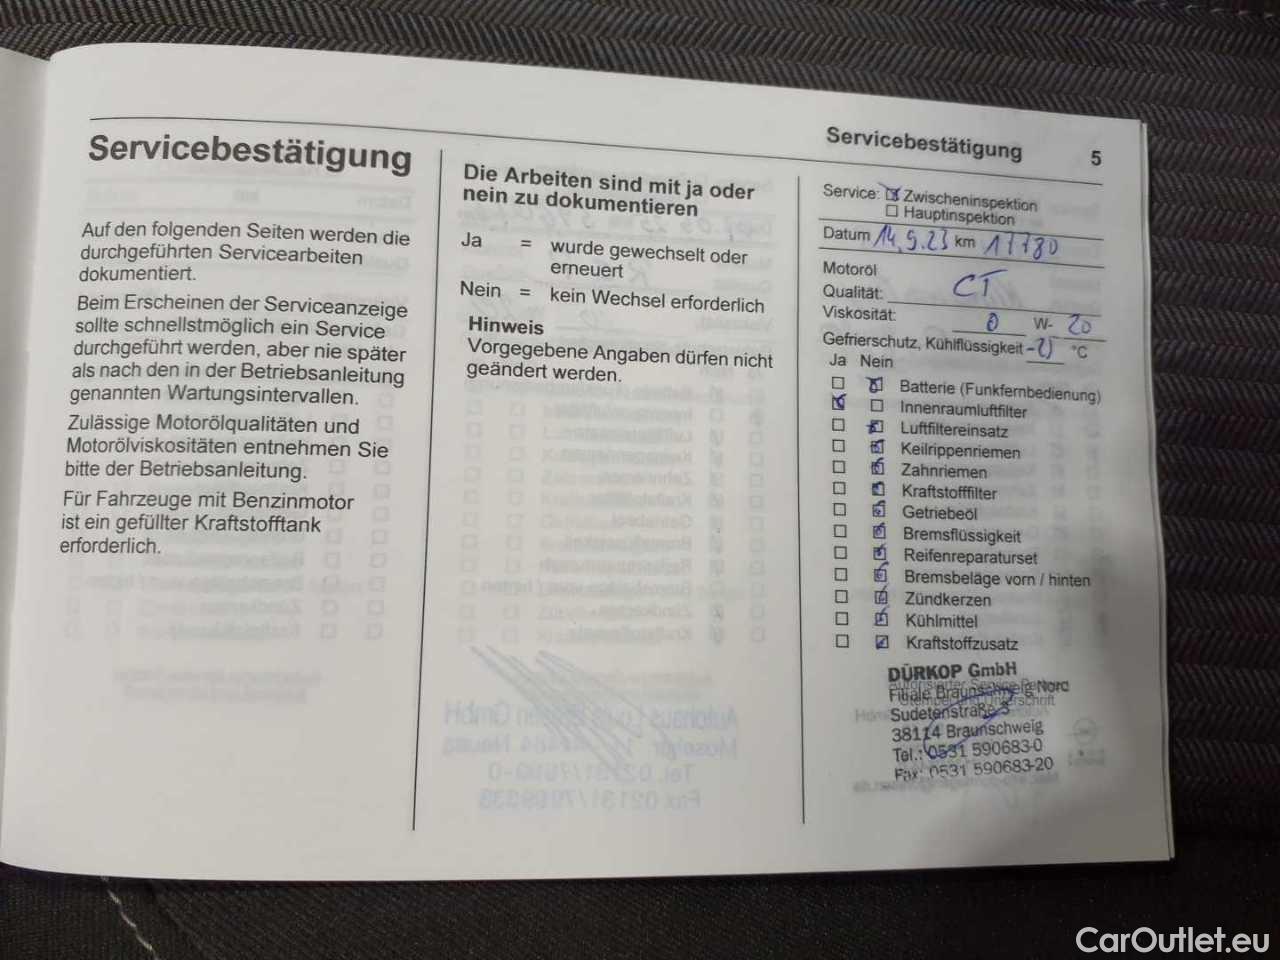 Servicebestätigung
Auf den folgenden Seiten werden die
durchgeführten Servicearbeiten
dokumentiert.
Beim Erscheinen der Serviceanzeige
sollte schnellstmöglich ein Service
durchgeführt werden, aber nie später
als nach den in der Betriebsanleitung
genannten Wartungsintervallen.
Zulässige Motorölqualitäten und
Motorölviskositäten entnehmen Sie
bitte der Betriebsanleitung.
Für Fahrzeuge mit Benzinmotor
ist ein gefüllter Kraftstofftank
erforderlich.
Die Arbeiten sind mit ja oder
nein zu dokumentieren
Ja = wurde gewechselt oder
erneuert
Nein = kein Wechsel erforderlich
Hinweis
Vorgegebene Angaben dürfen nicht
geändert werden.
Servicebestätigung 5
Service: Zwischeninspektion
Hauptinspektion
Datum 14.9.23 km 17780
Motoröl
Qualität:
Viskosität: 0 W- 20
Gefrierschutz, Kühlflüssigkeit °C
Ja Nein
Batterie (Funkfernbedienung)
Innenraumluftfilter
Luftfiltereinsatz
Keilrippenriemen
Zahnriemen
Kraftstofffilter
Getriebeöl
Bremsflüssigkeit
Reifenreparaturset
Bremsbeläge vorn / hinten
Zündkerzen
Kühlmittel
Kraftstoffzusatz
DÜRKOP GmbH
Filiale Braunschweig Nord
Sudetenstraße 3
38114 Braunschweig
Tel.: 0531 590683-0
Fax: 0531 590683-20
CarOutlet.eu